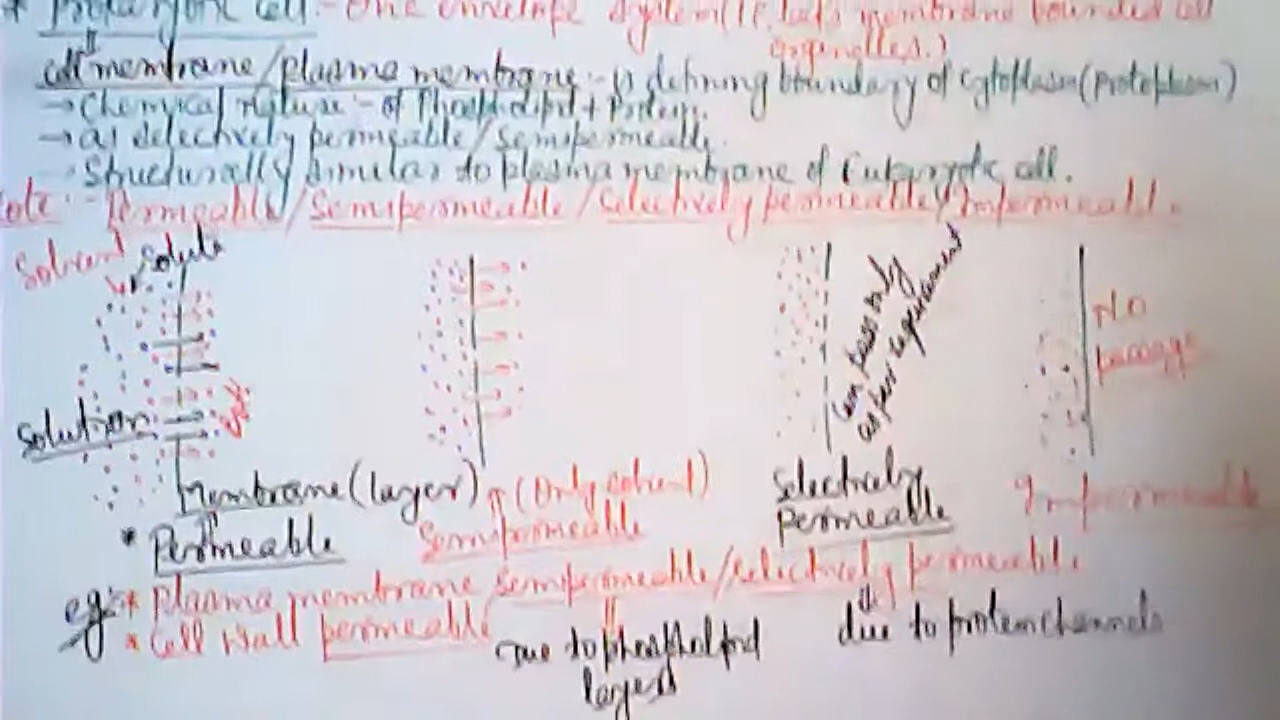 * Prokaryotic cell:- One envelope system (i.e. lacks membrane bounded cell
organelles.)
cell membrane/plasma membrane:- is defining boundary of cytoplasm (protoplasm)
→ Chemical nature:- of Phospholipid + Protein.
→ as selectively permeable/semipermeable.
→ Structurally similar to plasma membrane of Eukaryotic cell.
Note:- Permeable/Semipermeable/Selectively permeable/Impermeable.
Solvent solute
can pass only
as per requirement
No
passage
Solution
Membrane (layer)
(Only solvent)
Selectively
Permeable
Impermeable
* Permeable
Semipermeable
eg:- * plasma membrane semipermeable/selectively permeable
* Cell Wall permeable
due to phospholipid
layers
due to protein channels